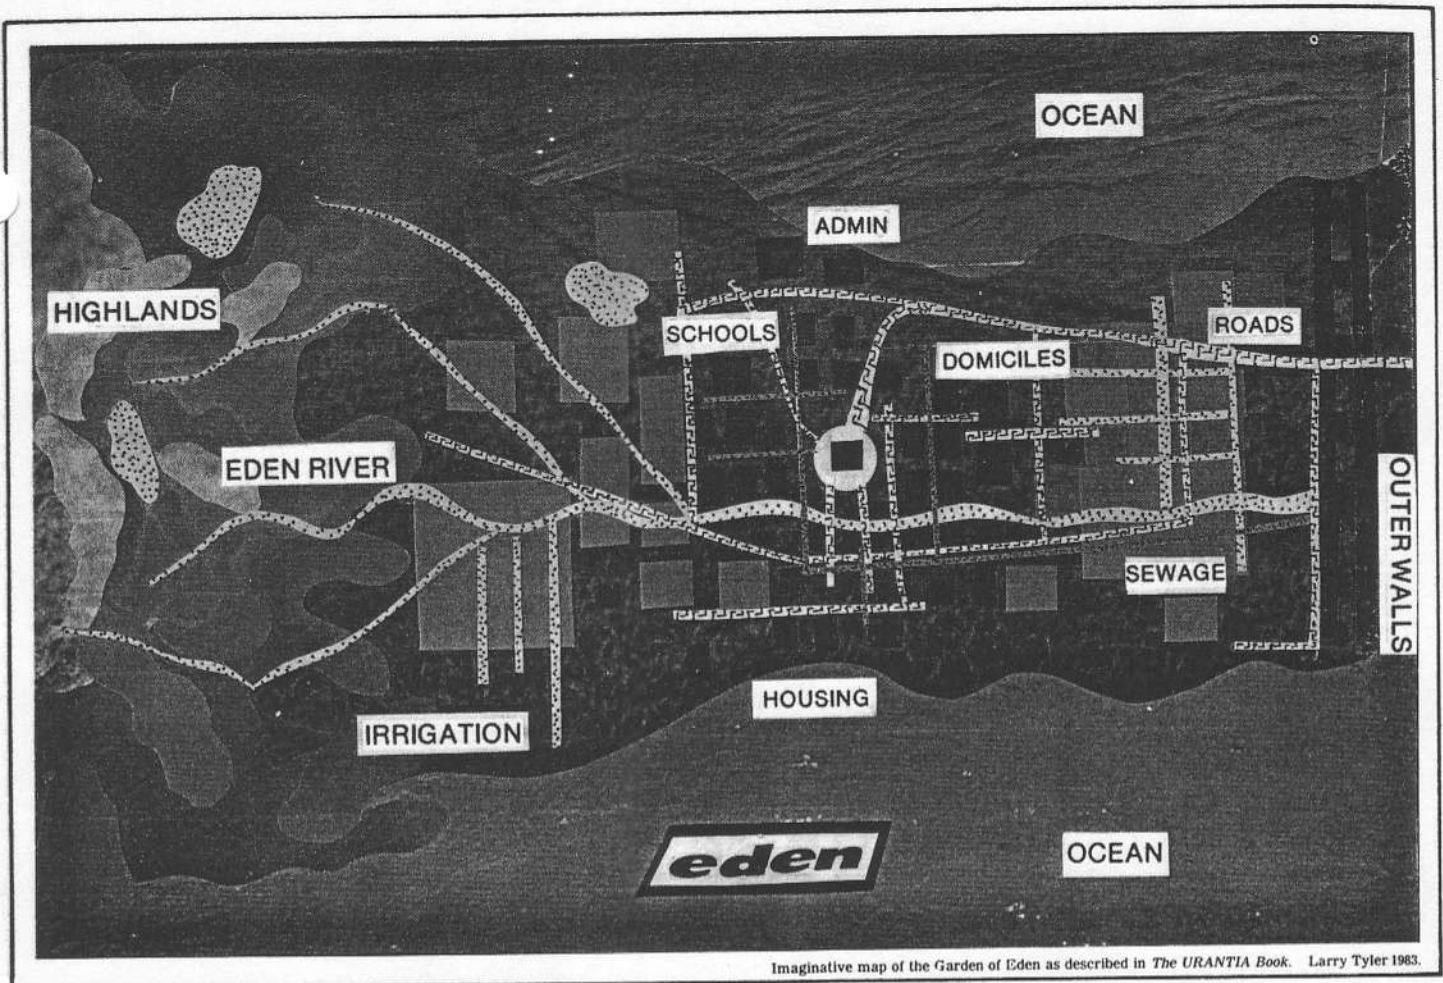 OCEAN
ADMIN
HIGHLANDS
SCHOOLS
ROADS
DOMICILES
EDEN RIVER
OUTER WALLS
SEWAGE
HOUSING
IRRIGATION
eden
OCEAN
Imaginative map of the Garden of Eden as described in The URANTIA Book. Larry Tyler 1983.